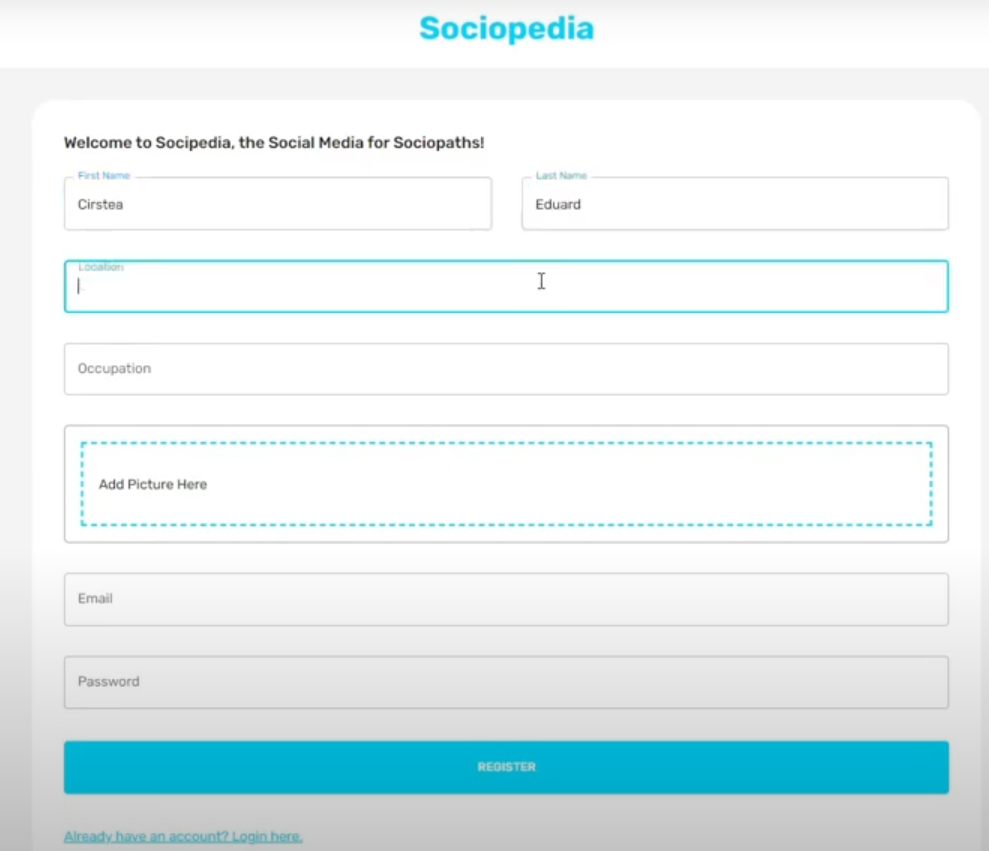 Sociopedia
Welcome to Socipedia, the Social Media for Sociopaths!
First Name
Cirstea
Last Name
Eduard
Location
Occupation
Add Picture Here
Email
Password
REGISTER
Already have an account? Login here.